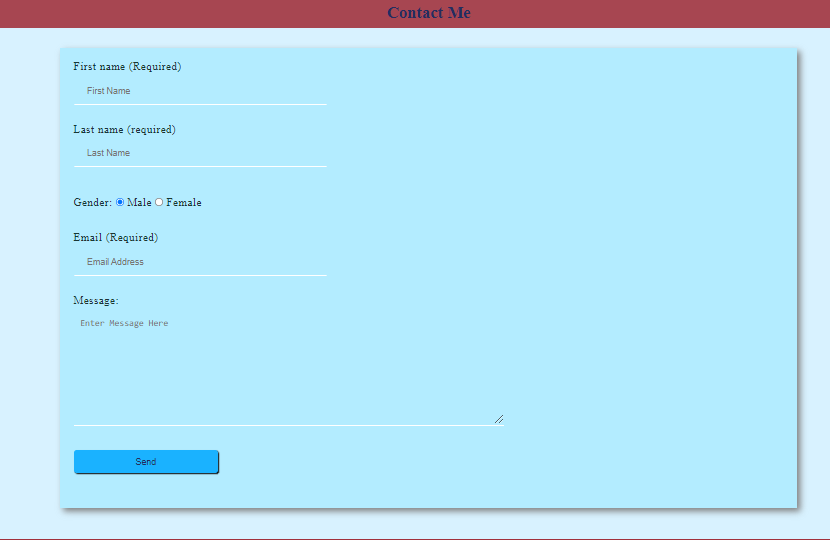 Contact Me
First name (Required)
First Name
Last name (required)
Last Name
Gender: Male Female
Email (Required)
Email Address
Message:
Enter Message Here
Send